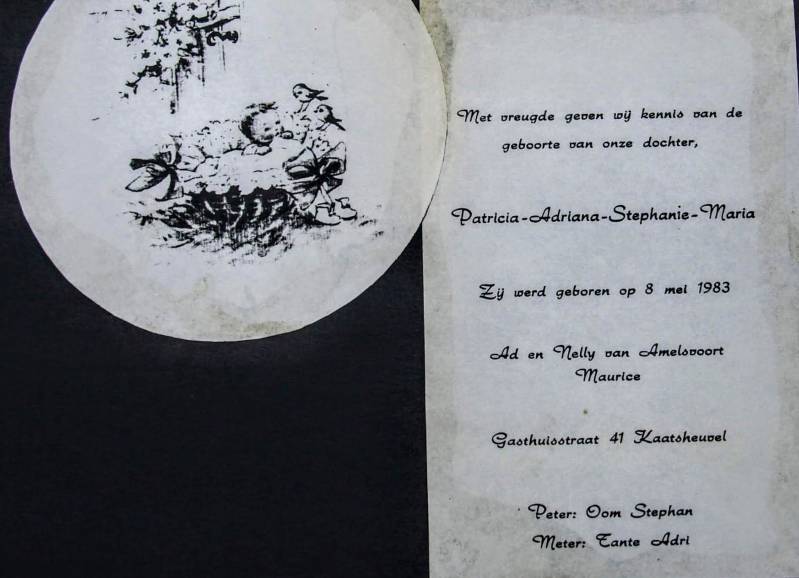 Met vreugde geven wij kennis van de
geboorte van onze dochter,
Patricia-Adriana-Stephanie-Maria
Zij werd geboren op 8 mei 1983
Ad en Nelly van Amelsvoort
Maurice
Gasthuisstraat 41 Kaatsheuvel
Peter: Oom Stephan
Meter: Tante Adri